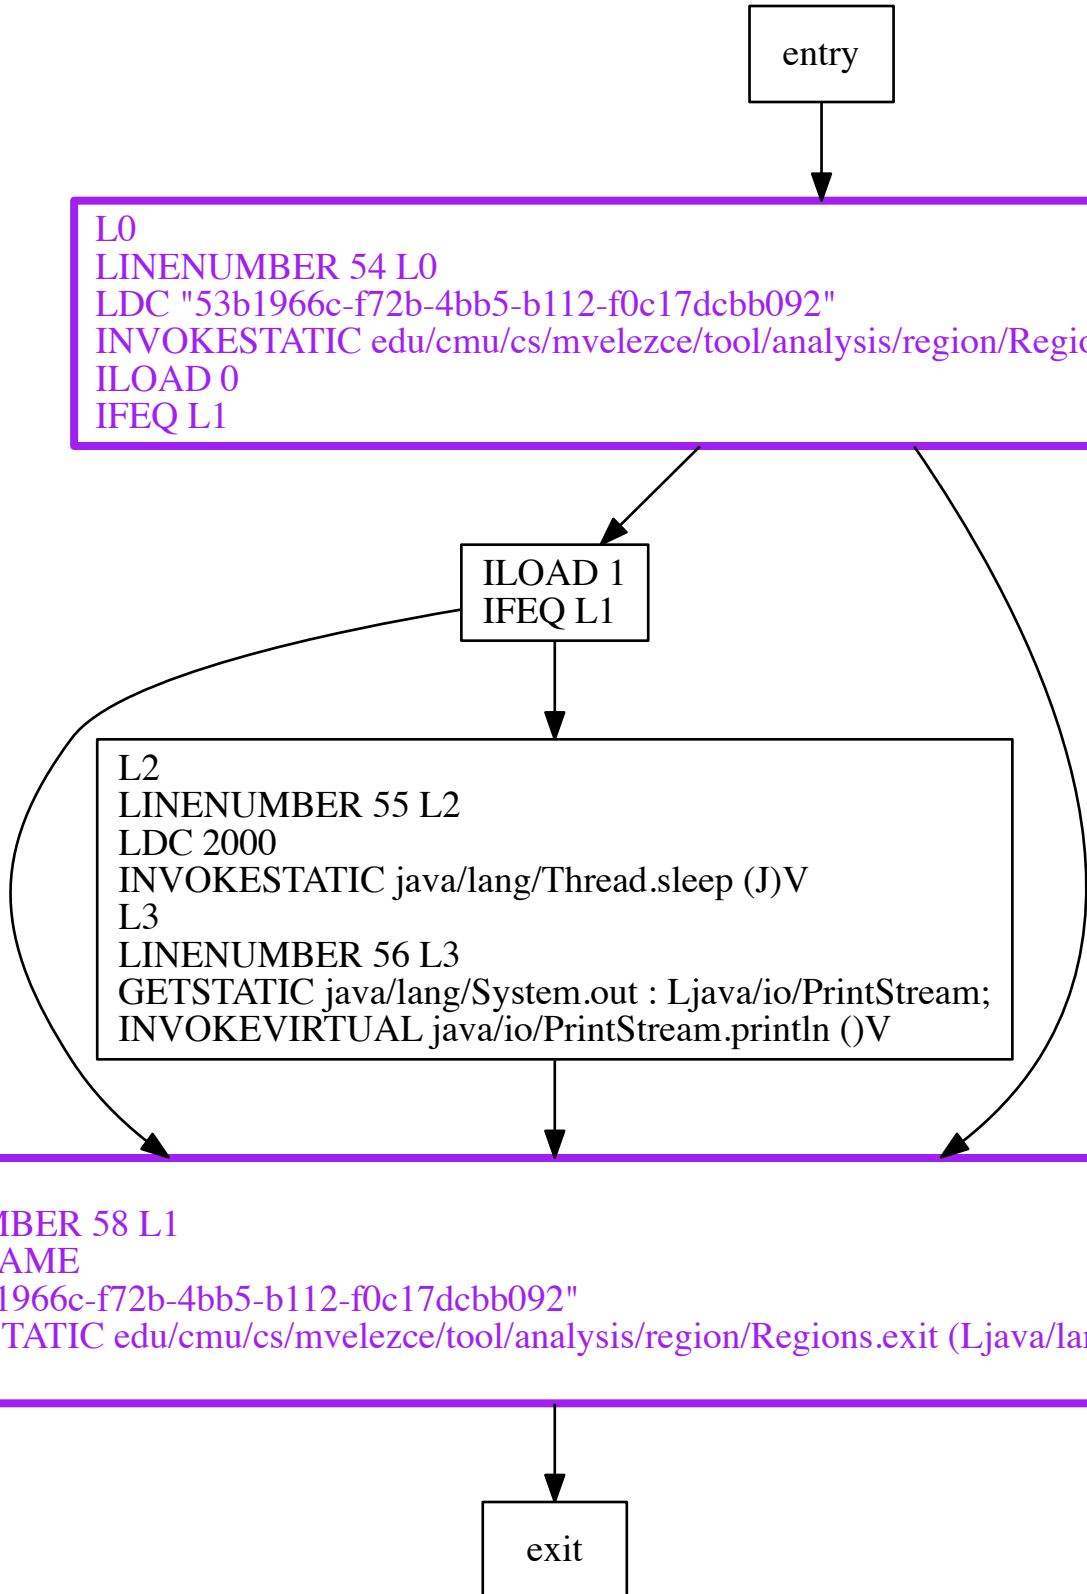 entry
L0
LINENUMBER 54 L0
LDC "53b1966c-f72b-4bb5-b112-f0c17dcbb092"
INVOKESTATIC edu/cmu/cs/mvelezce/tool/analysis/region/Regio
ILOAD 0
IFEQ L1
ILOAD 1
IFEQ L1
L2
LINENUMBER 55 L2
LDC 2000
INVOKESTATIC java/lang/Thread.sleep (J)V
L3
LINENUMBER 56 L3
GETSTATIC java/lang/System.out : Ljava/io/PrintStream;
INVOKEVIRTUAL java/io/PrintStream.println ()V
MBER 58 L1
AME
1966c-f72b-4bb5-b112-f0c17dcbb092"
TATIC edu/cmu/cs/mvelezce/tool/analysis/region/Regions.exit (Ljava/lan
exit